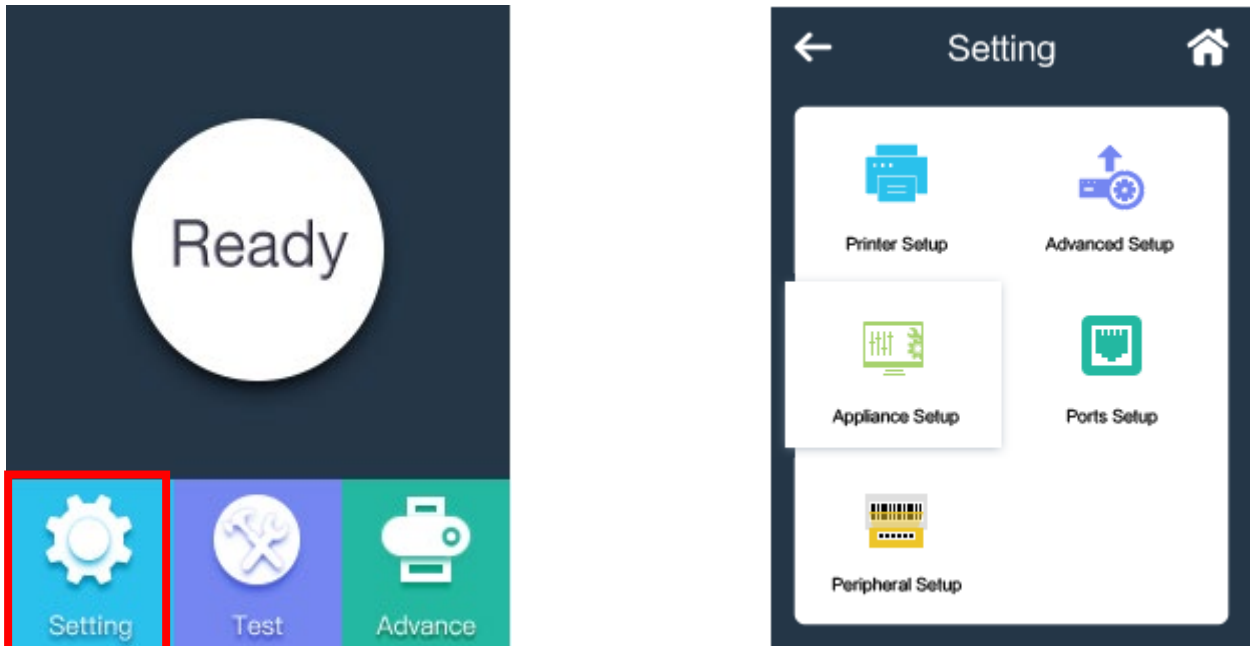 Ready
Setting Test Advance
Setting
Printer Setup Advanced Setup
Appliance Setup Ports Setup
Peripheral Setup